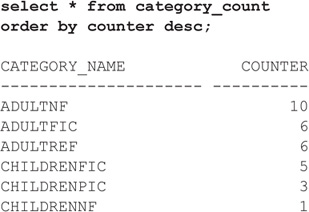 select * from category_count
order by counter desc;
CATEGORY_NAME COUNTER
-------------------- ----------
ADULTNF 10
ADULTFIC 6
ADULTREF 6
CHILDRENFIC 5
CHILDRENPIC 3
CHILDRENNF 1